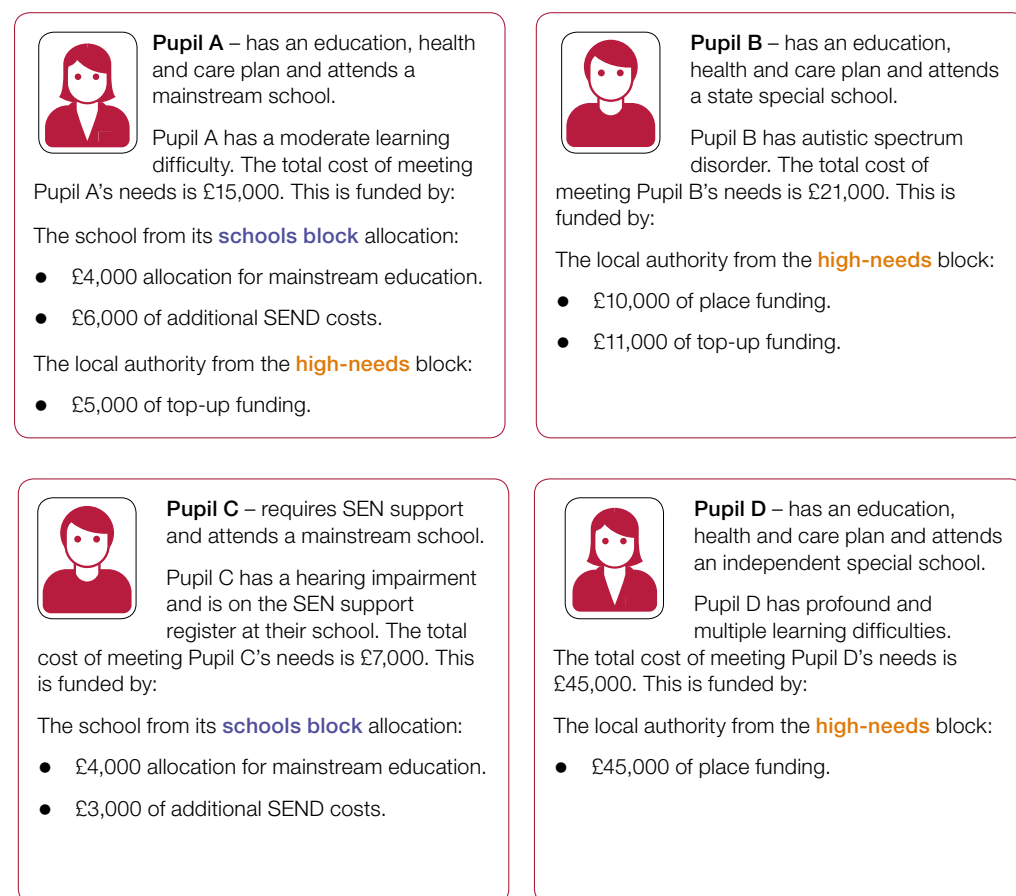 Pupil A – has an education, health
and care plan and attends a
mainstream school.
Pupil A has a moderate learning
difficulty. The total cost of meeting
Pupil A's needs is £15,000. This is funded by:
The school from its schools block allocation:
● £4,000 allocation for mainstream education.
● £6,000 of additional SEND costs.
The local authority from the high-needs block:
● £5,000 of top-up funding.
Pupil B – has an education,
health and care plan and attends
a state special school.
Pupil B has autistic spectrum
disorder. The total cost of
meeting Pupil B's needs is £21,000. This is
funded by:
The local authority from the high-needs block:
● £10,000 of place funding.
● £11,000 of top-up funding.
Pupil C – requires SEN support
and attends a mainstream school.
Pupil C has a hearing impairment
and is on the SEN support
register at their school. The total
cost of meeting Pupil C's needs is £7,000. This
is funded by:
The school from its schools block allocation:
● £4,000 allocation for mainstream education.
● £3,000 of additional SEND costs.
Pupil D – has an education,
health and care plan and attends
an independent special school.
Pupil D has profound and
multiple learning difficulties.
The total cost of meeting Pupil D's needs is
£45,000. This is funded by:
The local authority from the high-needs block:
● £45,000 of place funding.